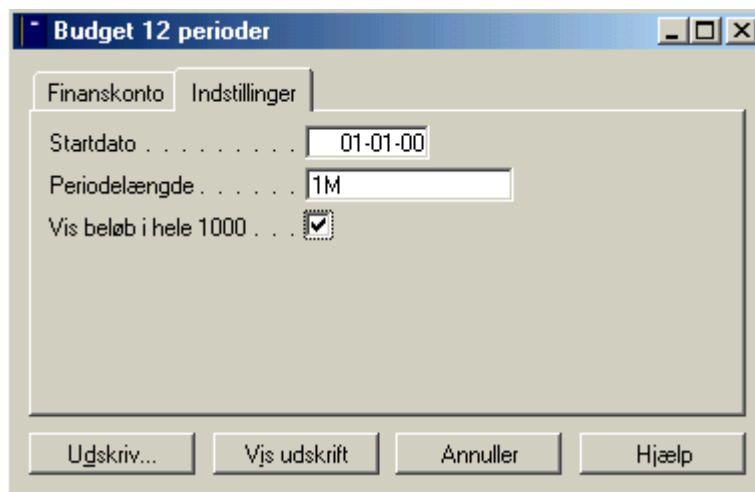 Budget 12 perioder
Finanskonto Indstillinger
Startdato . . . . . . . . . 01-01-00
Periodelængde . . . . . . 1M
Vis beløb i hele 1000 . . .
Udskriv... Vis udskrift Annuller Hjælp